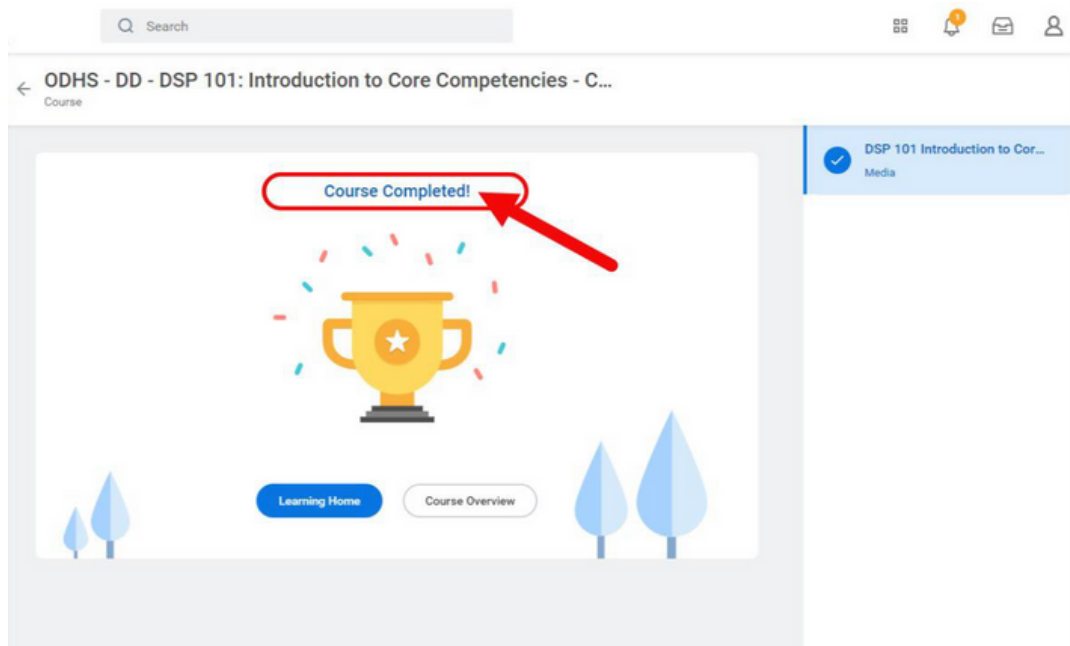 Search
1
ODHS - DD - DSP 101: Introduction to Core Competencies - C...
Course
DSP 101 Introduction to Cor...
Media
Course Completed!
Learning Home
Course Overview